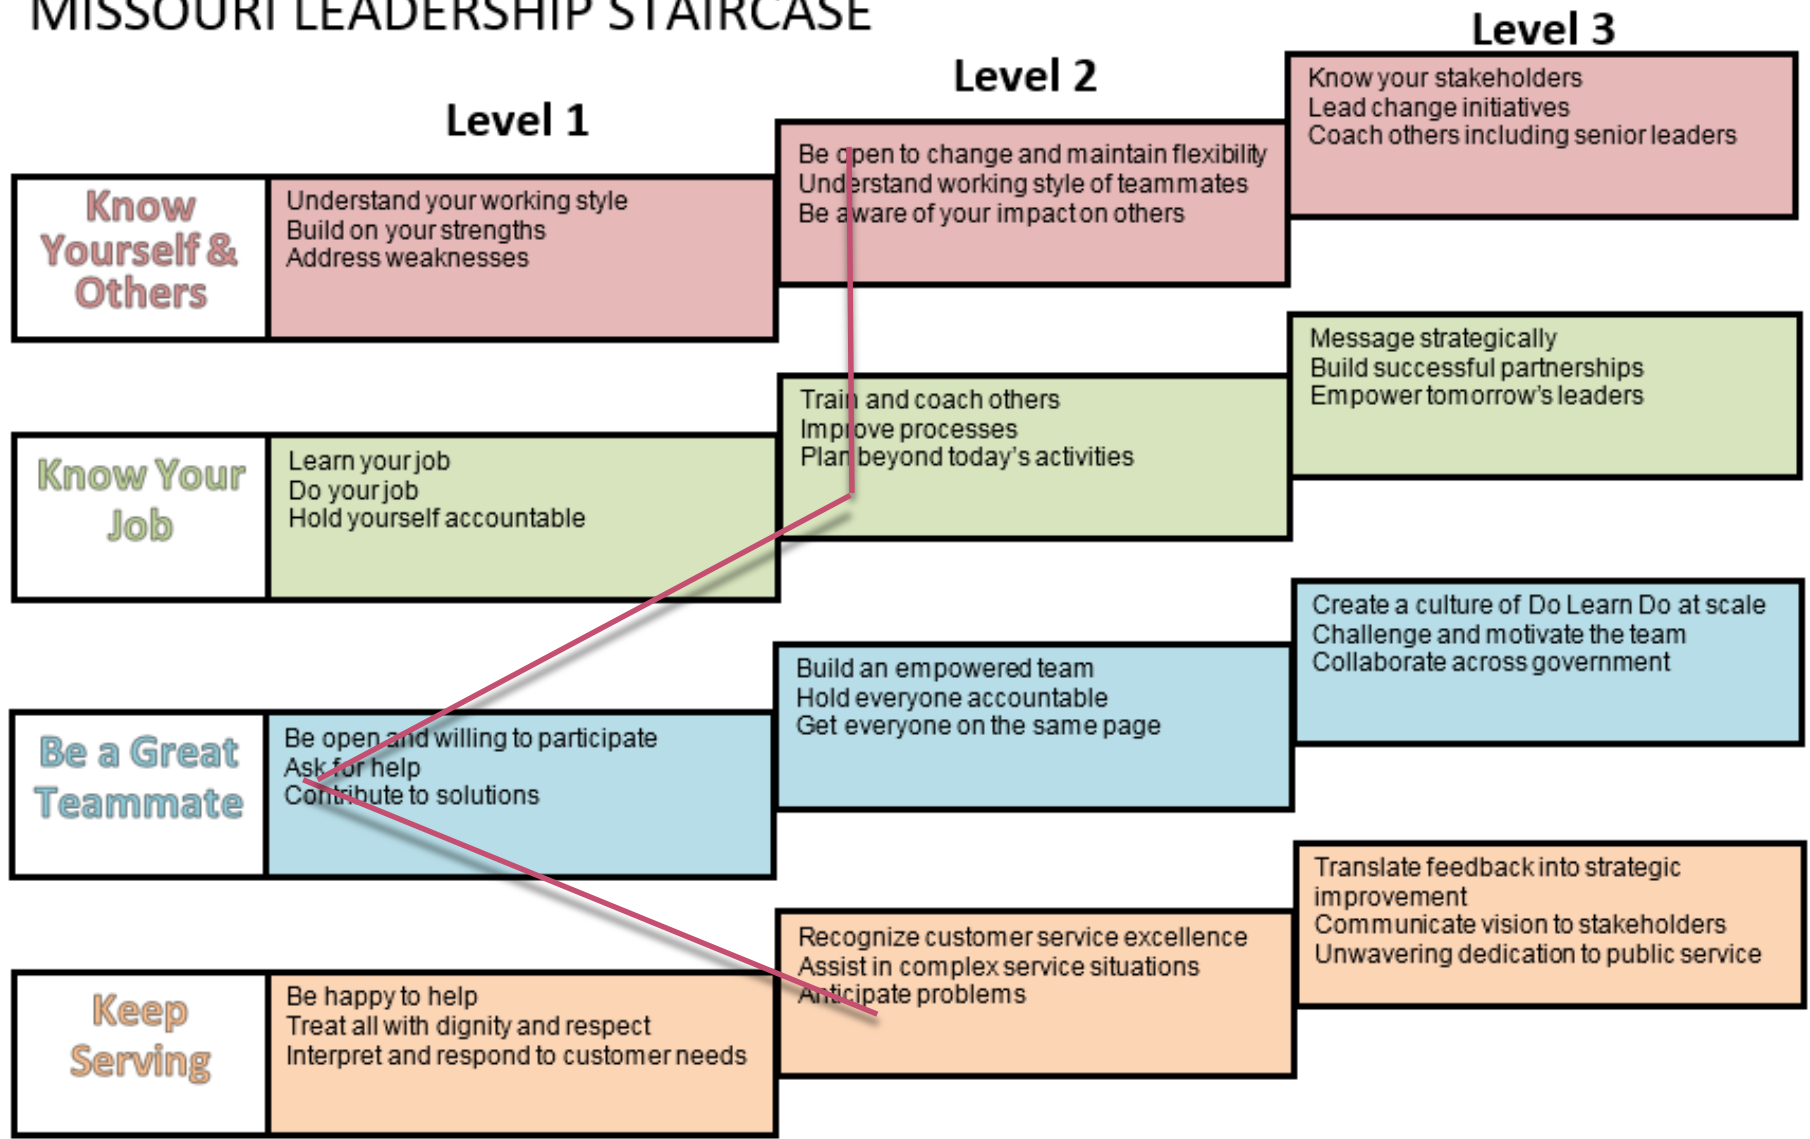 MISSOURI LEADERSHIP STAIRCASE
Level 1
Level 2
Level 3
Know
Yourself &
Others
Understand your working style
Build on your strengths
Address weaknesses
Be open to change and maintain flexibility
Understand working style of teammates
Be aware of your impact on others
Know your stakeholders
Lead change initiatives
Coach others including senior leaders
Know Your
Job
Learn your job
Do your job
Hold yourself accountable
Train and coach others
Improve processes
Plan beyond today's activities
Message strategically
Build successful partnerships
Empower tomorrow's leaders
Be a Great
Teammate
Be open and willing to participate
Ask for help
Contribute to solutions
Build an empowered team
Hold everyone accountable
Get everyone on the same page
Create a culture of Do Learn Do at scale
Challenge and motivate the team
Collaborate across government
Keep
Serving
Be happy to help
Treat all with dignity and respect
Interpret and respond to customer needs
Recognize customer service excellence
Assist in complex service situations
Anticipate problems
Translate feedback into strategic
improvement
Communicate vision to stakeholders
Unwavering dedication to public service